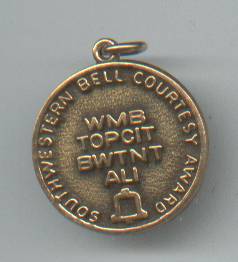 SOUTHWESTERN BELL COURTESY AWARD
WMB
TOPCIT
BWTNT
ALI